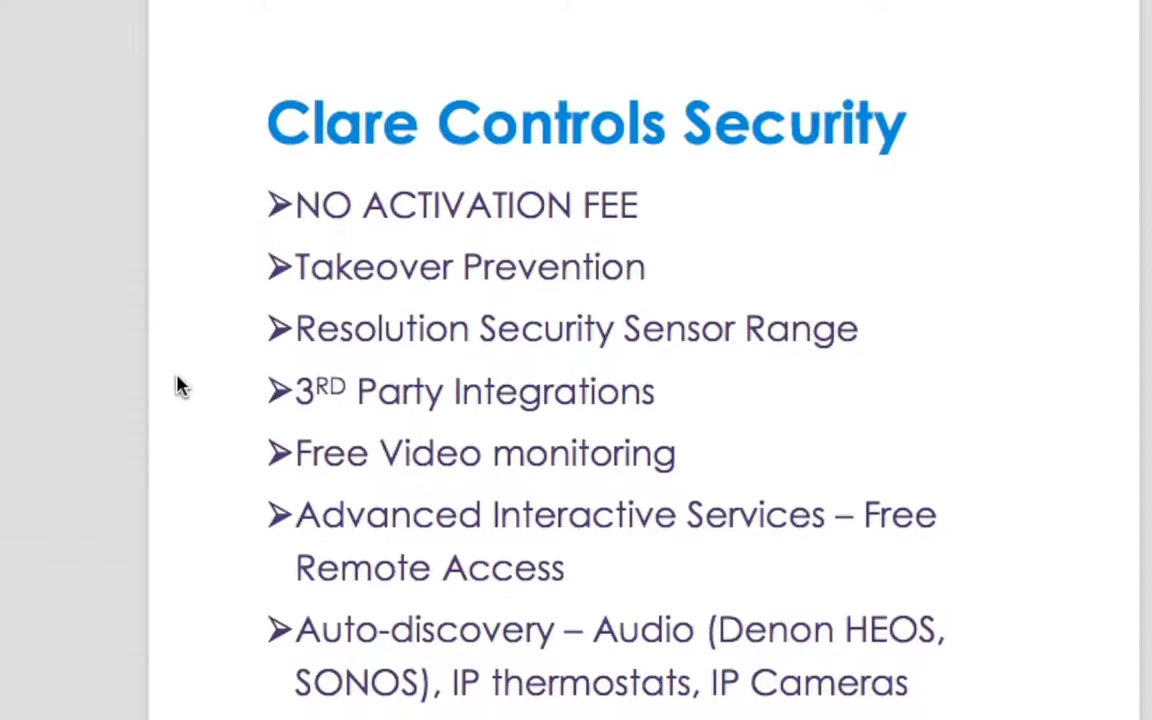 Clare Controls Security
➢NO ACTIVATION FEE
➢Takeover Prevention
➢Resolution Security Sensor Range
➢3RD Party Integrations
➢Free Video monitoring
➢Advanced Interactive Services – Free
Remote Access
➢Auto-discovery – Audio (Denon HEOS,
SONOS), IP thermostats, IP Cameras